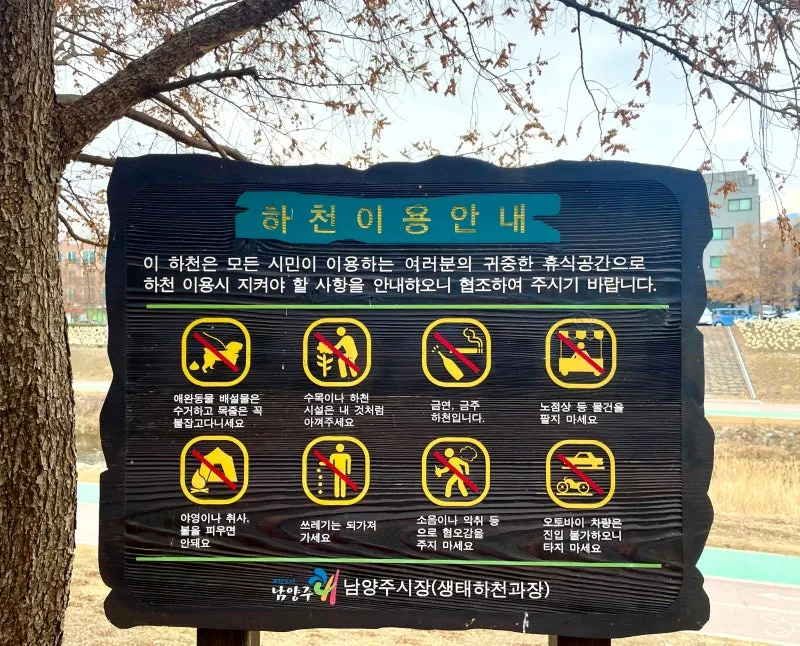 하천이용안내
이 하천은 모든 시민이 이용하는 여러분의 귀중한 휴식공간으로
하천 이용시 지켜야 할 사항을 안내하오니 협조하여 주시기 바랍니다.
애완동물 배설물은
수거하고 목줄은 꼭
붙잡고다니세요
수목이나 하천
시설은 내 것처럼
아껴주세요
금연, 금주
하천입니다.
노점상 등 물건을
팔지 마세요
야영이나 취사.
불을 피우면
안돼요
쓰레기는 되가져
가세요
소음이나 악취 등
으로 혐오감을
주지 마세요
오토바이 차량은
진입 불가하오니
타지 마세요
남양주 남양주시장(생태하천과장)